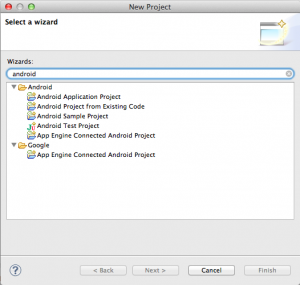 New Project
Select a wizard
Wizards:
android
Android
Android Application Project
Android Project from Existing Code
Android Sample Project
Android Test Project
App Engine Connected Android Project
Google
App Engine Connected Android Project
?
< Back
Next >
Cancel
Finish